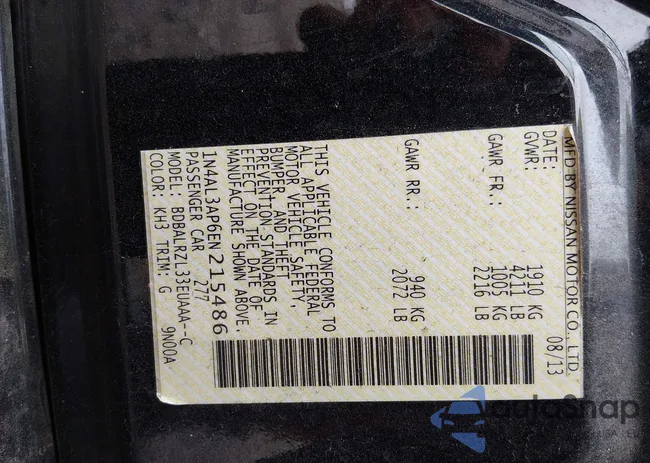 MFD BY NISSAN MOTOR CO., LTD.
DATE: 08/13
GVWR: 1910 KG
4211 LB
GAWR FR: 1005 KG
2216 LB
GAWR RR: 940 KG
2072 LB
THIS VEHICLE CONFORMS TO
ALL APPLICABLE FEDERAL
MOTOR VEHICLE SAFETY,
BUMPER AND THEFT
PREVENTION STANDARDS IN
EFFECT ON THE DATE OF
MANUFACTURE SHOWN ABOVE.
1N4AL3AP6EN215486
PASSENGER CAR 277
MODEL: BDBALRZL33EUAAA--C
COLOR: KH3 TRIM: G 9N00A
autoSnap